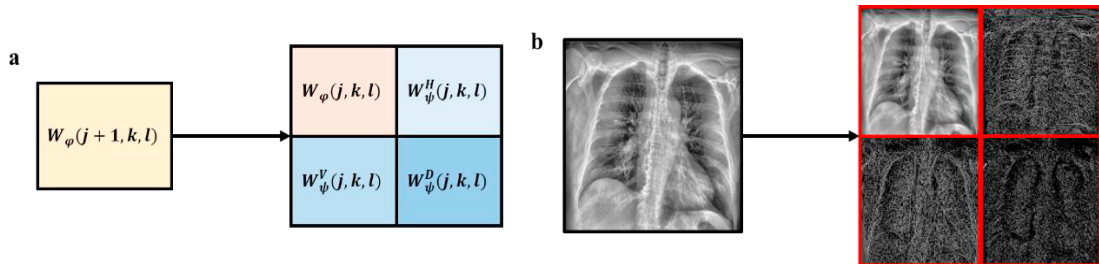 a
W_φ(j + 1, k, l)
W_φ(j, k, l)
W_ψ^H(j, k, l)
W_ψ^V(j, k, l)
W_ψ^D(j, k, l)
b